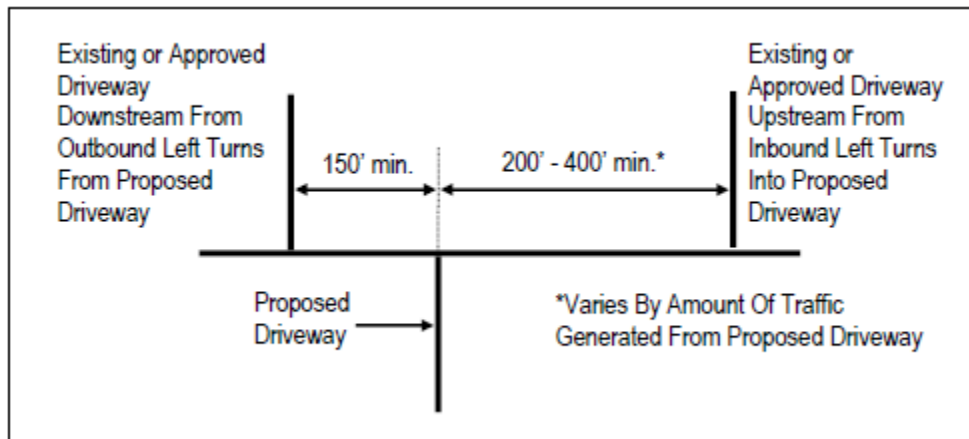 Existing or Approved
Driveway
Downstream From
Outbound Left Turns
From Proposed
Driveway
150' min.
200' - 400' min.*
Existing or
Approved Driveway
Upstream From
Inbound Left Turns
Into Proposed
Driveway
Proposed
Driveway
*Varies By Amount Of Traffic
Generated From Proposed Driveway